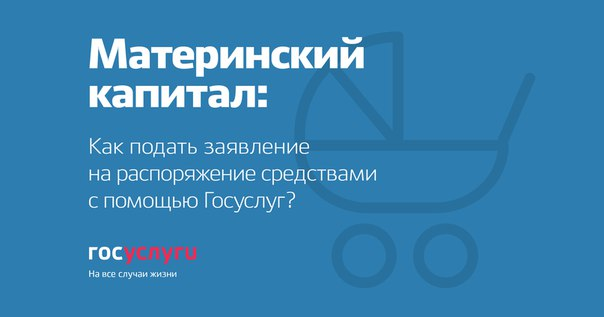 Материнский
капитал:
Как подать заявление
на распоряжение средствами
с помощью Госуслуг?
госуслуги
На все случаи жизни